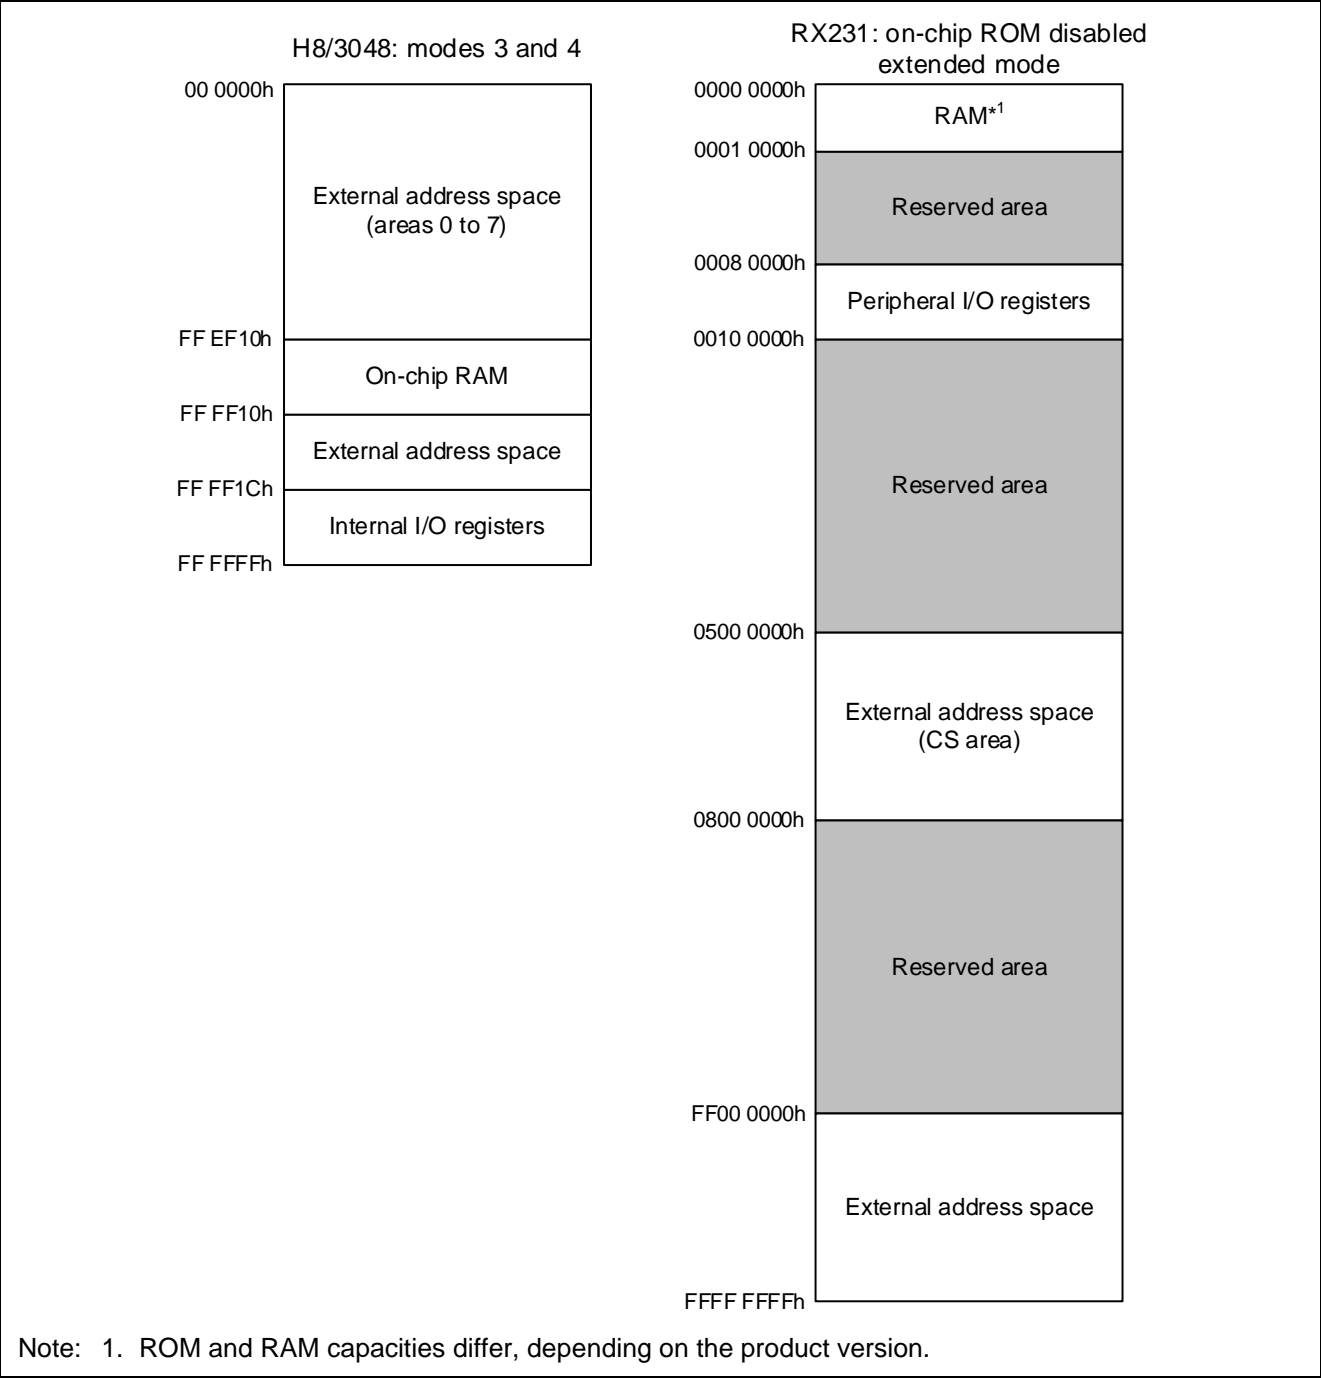 H8/3048: modes 3 and 4
00 0000h
External address space
(areas 0 to 7)
FF EF10h
On-chip RAM
FF FF10h
External address space
FF FF1Ch
Internal I/O registers
FF FFFFh
RX231: on-chip ROM disabled
extended mode
0000 0000h
RAM*1
0001 0000h
Reserved area
0008 0000h
Peripheral I/O registers
0010 0000h
Reserved area
0500 0000h
External address space
(CS area)
0800 0000h
Reserved area
FF00 0000h
External address space
FFFF FFFFh
Note: 1. ROM and RAM capacities differ, depending on the product version.